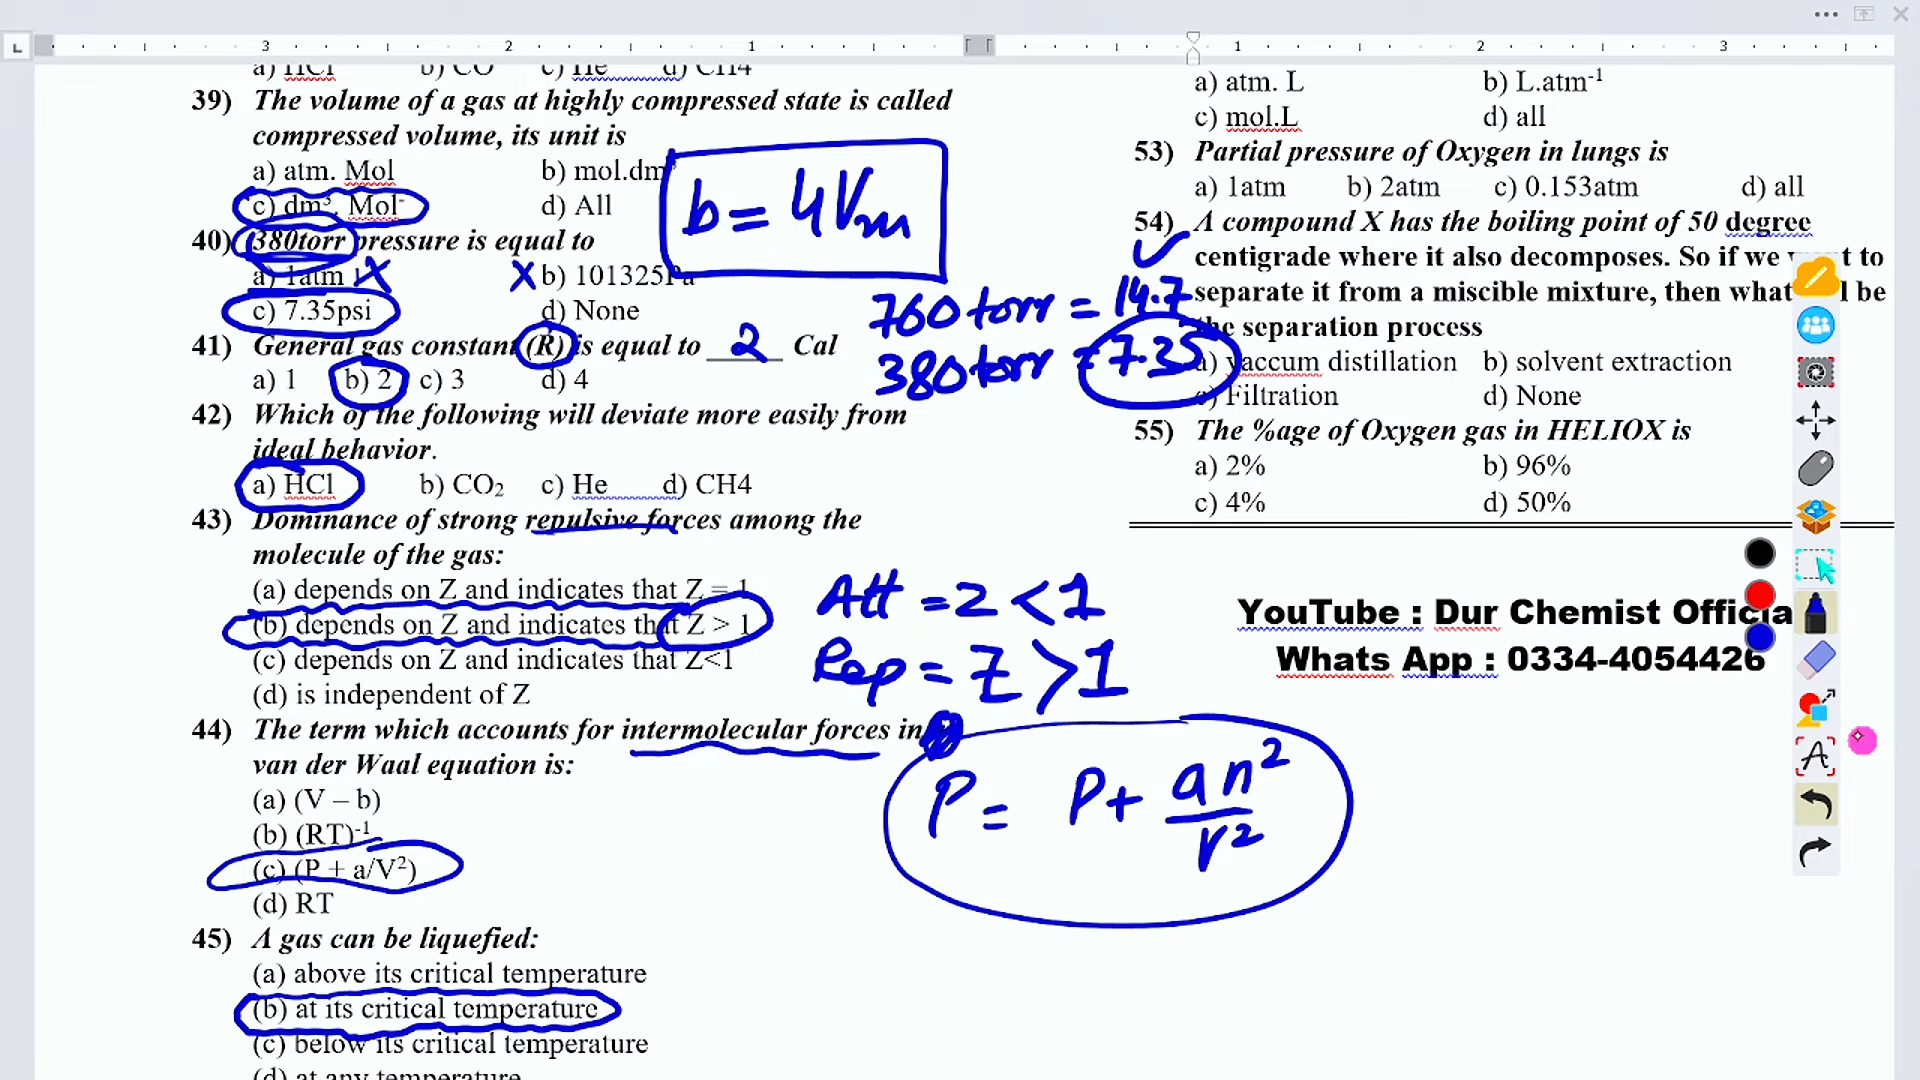 a) HCl b) CO c) He d) CH4
39) The volume of a gas at highly compressed state is called
compressed volume, its unit is
a) atm. Mol b) mol.dm
c) dm³. Mol⁻ d) All
40) 380torr pressure is equal to
a) 1atm X X b) 101325Pa
c) 7.35psi d) None
41) General gas constant (R) is equal to 2 Cal
a) 1 b) 2 c) 3 d) 4
42) Which of the following will deviate more easily from
ideal behavior.
a) HCl b) CO₂ c) He d) CH4
43) Dominance of strong repulsive forces among the
molecule of the gas:
(a) depends on Z and indicates that Z = 1
(b) depends on Z and indicates that Z > 1
(c) depends on Z and indicates that Z<1
(d) is independent of Z
44) The term which accounts for intermolecular forces in
van der Waal equation is:
(a) (V – b)
(b) (RT)⁻¹
(c) (P + a/V²)
(d) RT
45) A gas can be liquefied:
(a) above its critical temperature
(b) at its critical temperature
(c) below its critical temperature
(d) at any temperature
b = 4Vm
760 torr = 14.7
380 torr = 7.35
Att = Z < 1
Rep = Z > 1
P = P + an²
V²
a) atm. L b) L.atm⁻¹
c) mol.L d) all
53) Partial pressure of Oxygen in lungs is
a) 1atm b) 2atm c) 0.153atm d) all
54) A compound X has the boiling point of 50 degree
centigrade where it also decomposes. So if we to
separate it from a miscible mixture, then what be
the separation process
a) vaccum distillation b) solvent extraction
c) Filtration d) None
55) The %age of Oxygen gas in HELIOX is
a) 2% b) 96%
c) 4% d) 50%
YouTube : Dur Chemist Officia
Whats App : 0334-4054426